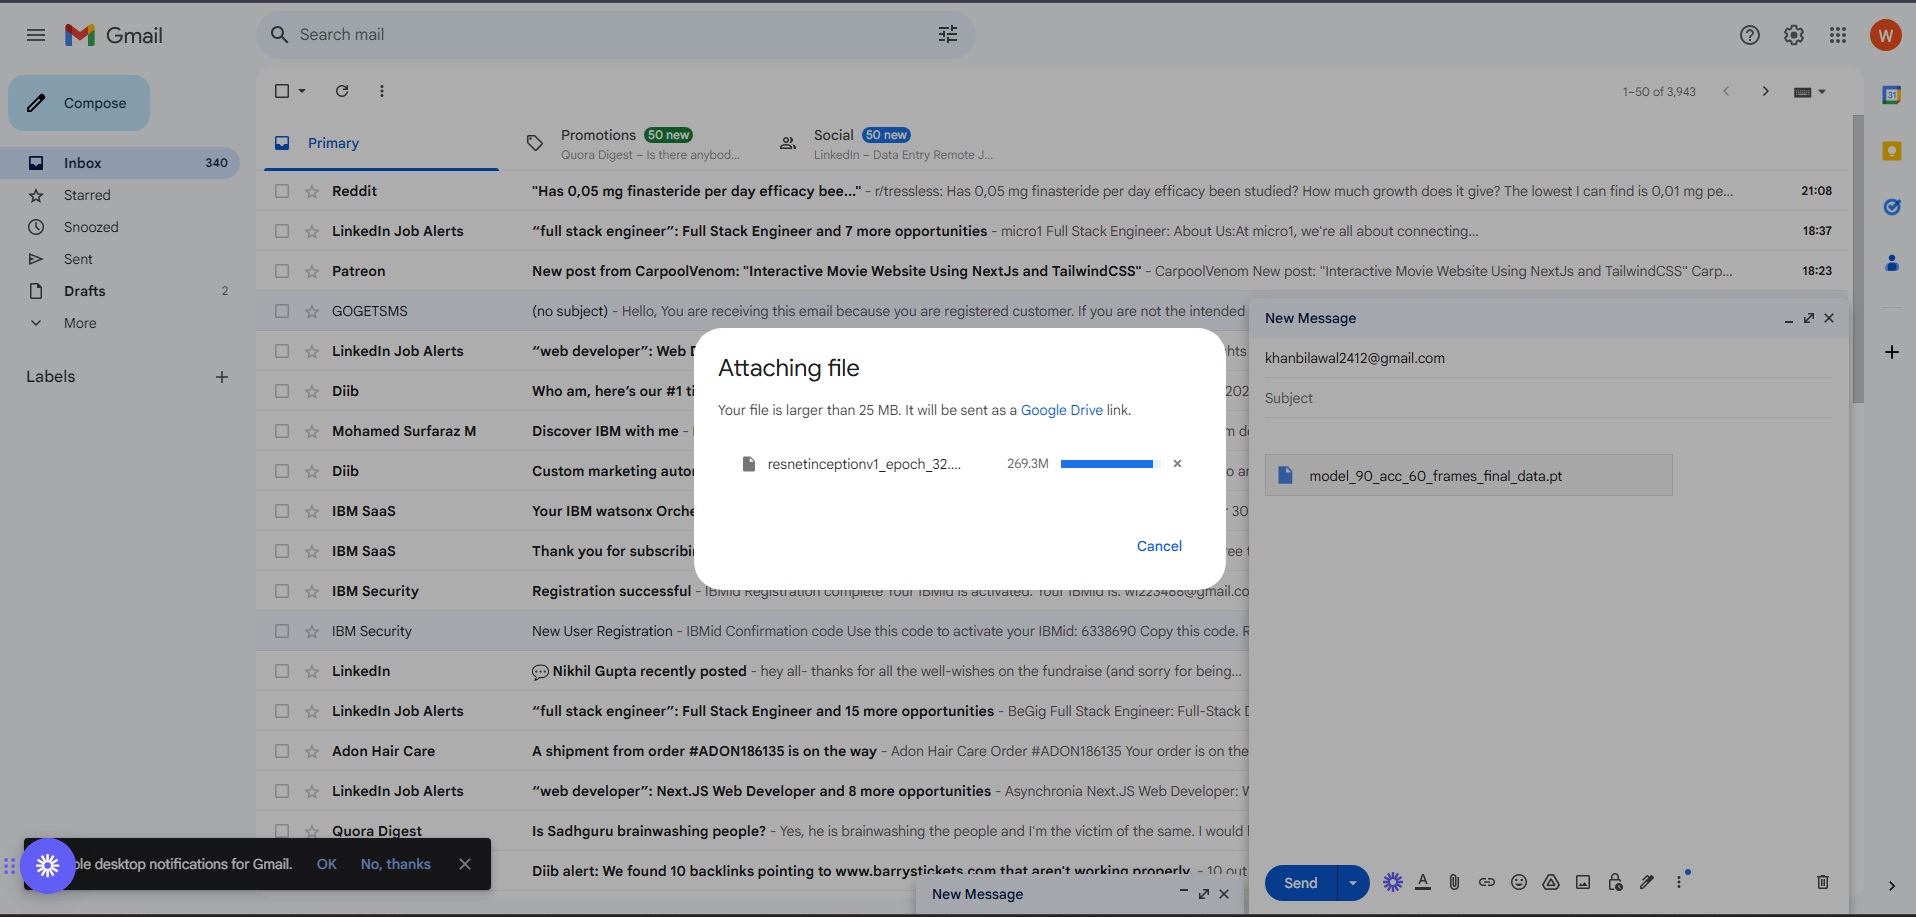 Gmail
Search mail
W
Compose
Inbox 340
Starred
Snoozed
Sent
Drafts 2
More
Labels
1–50 of 3,943
Primary
Promotions 50 new
Quora Digest – Is there anybod...
Social 50 new
LinkedIn – Data Entry Remote J...
31
Reddit "Has 0,05 mg finasteride per day efficacy bee..." - r/tressless: Has 0,05 mg finasteride per day efficacy been studied? How much growth does it give? The lowest I can find is 0,01 mg pe... 21:08
LinkedIn Job Alerts “full stack engineer”: Full Stack Engineer and 7 more opportunities - micro1 Full Stack Engineer: About Us:At micro1, we're all about connecting... 18:37
Patreon New post from CarpoolVenom: "Interactive Movie Website Using NextJs and TailwindCSS" - CarpoolVenom New post: "Interactive Movie Website Using NextJs and TailwindCSS" Carp... 18:23
GOGETSMS (no subject) - Hello, You are receiving this email because you are registered customer. If you are not the intended
LinkedIn Job Alerts “web developer”: Web
Diib Who am, here’s our #1
Mohamed Surfaraz M Discover IBM with me -
Diib Custom marketing
IBM SaaS Your IBM watsonx
IBM SaaS Thank you for
IBM Security Registration successful - IBMid Registration complete Your IBMid is activated. Your IBMid is: wi223488@gmail.co
IBM Security New User Registration - IBMid Confirmation code Use this code to activate your IBMid: 6338690 Copy this code.
LinkedIn 💬 Nikhil Gupta recently posted - hey all- thanks for all the well-wishes on the fundraise (and sorry for being...
LinkedIn Job Alerts “full stack engineer”: Full Stack Engineer and 15 more opportunities - BeGig Full Stack Engineer: Full-Stack
Adon Hair Care A shipment from order #ADON186135 is on the way - Adon Hair Care Order #ADON186135 Your order is on the
LinkedIn Job Alerts “web developer”: Next.JS Web Developer and 8 more opportunities - Asynchronia Next.JS Web Developer:
Quora Digest Is Sadhguru brainwashing people? - Yes, he is brainwashing the people and I'm the victim of the same. I would
Diib alert: We found 10 backlinks pointing to www.barrystickets.com that aren't working properly. - 10 out
Attaching file
Your file is larger than 25 MB. It will be sent as a Google Drive link.
resnetinceptionv1_epoch_32.... 269.3M
Cancel
New Message
khanbilawal2412@gmail.com
Subject
model_90_acc_60_frames_final_data.pt
Send
desktop notifications for Gmail. OK No, thanks
New Message